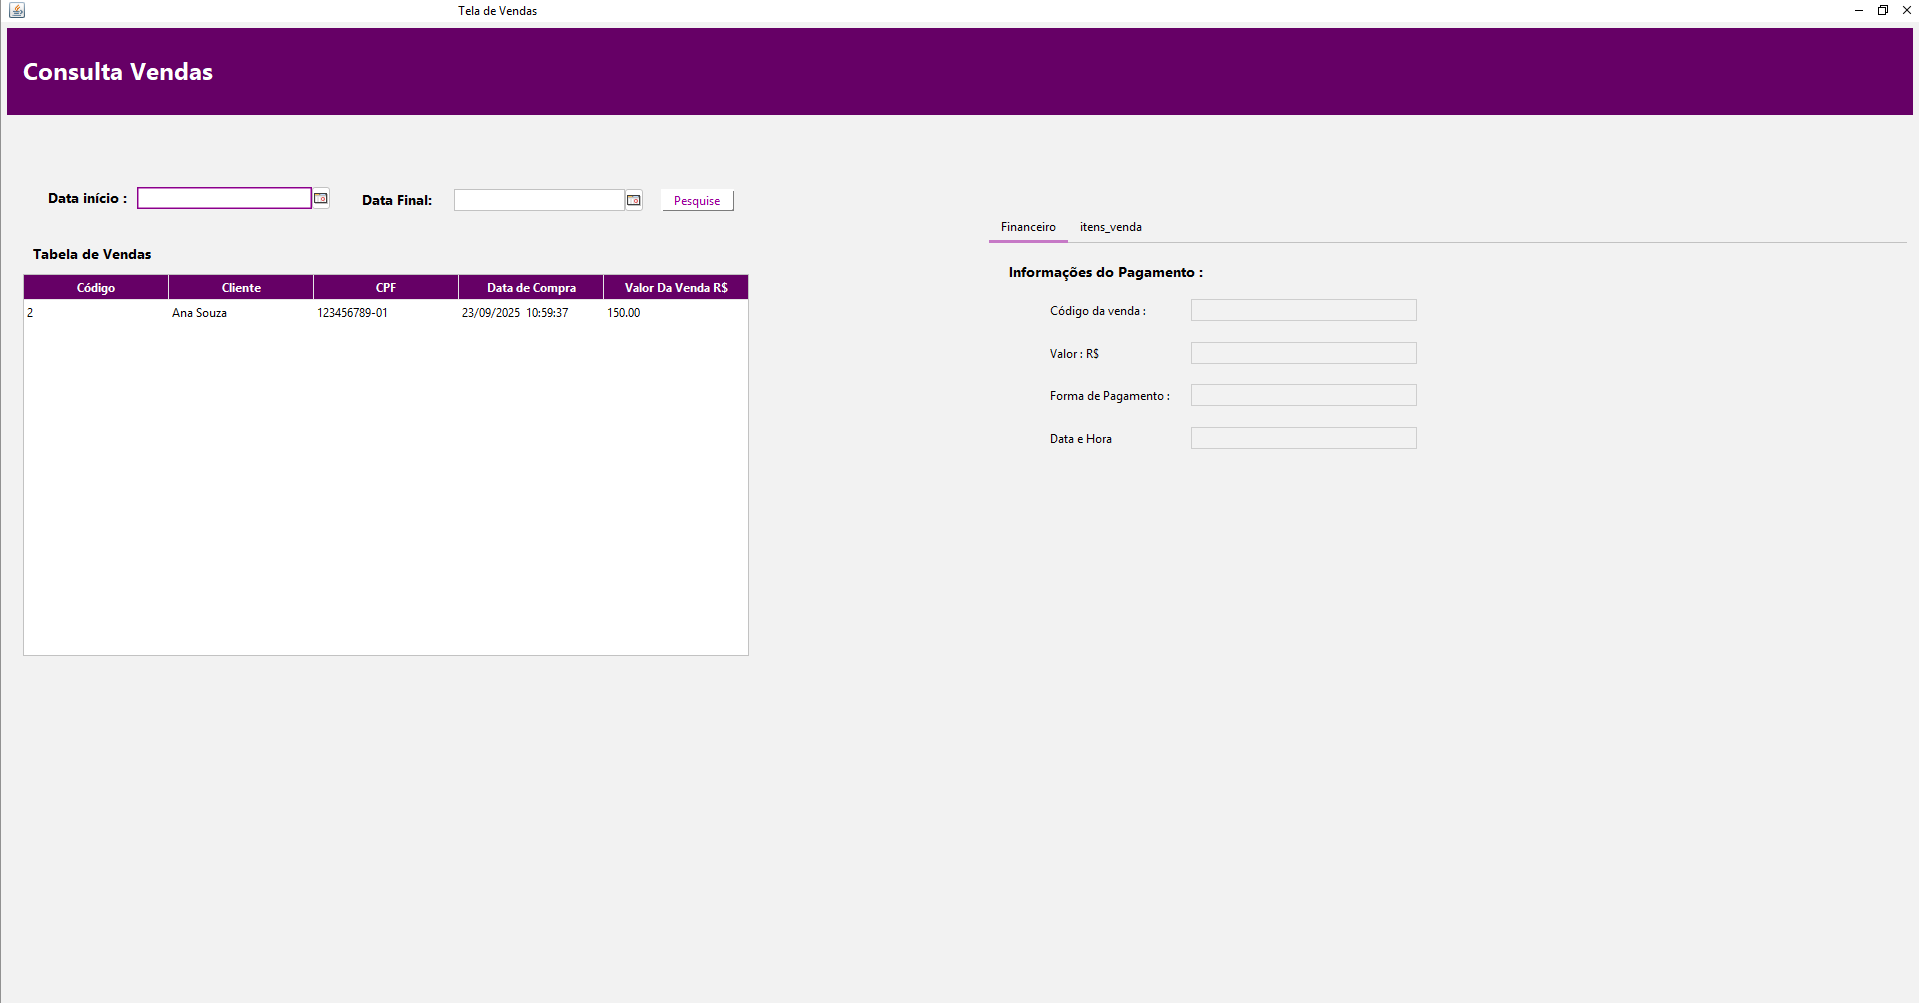 Tela de Vendas
Consulta Vendas
Data início :
Data Final:
Pesquise
Tabela de Vendas
Código Cliente CPF Data de Compra Valor Da Venda R$
2 Ana Souza 123456789-01 23/09/2025 10:59:37 150.00
Financeiro itens_venda
Informações do Pagamento :
Código da venda :
Valor : R$
Forma de Pagamento :
Data e Hora